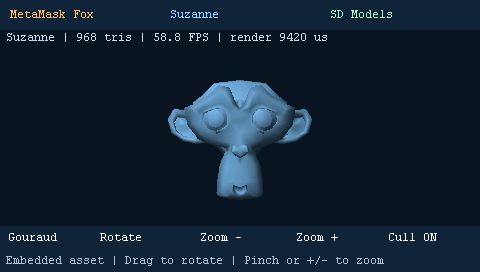 MetaMask Fox Suzanne SD Models
Suzanne | 968 tris | 58.8 FPS | render 9420 us
Gouraud Rotate Zoom - Zoom + Cull ON
Embedded asset | Drag to rotate | Pinch or +/- to zoom